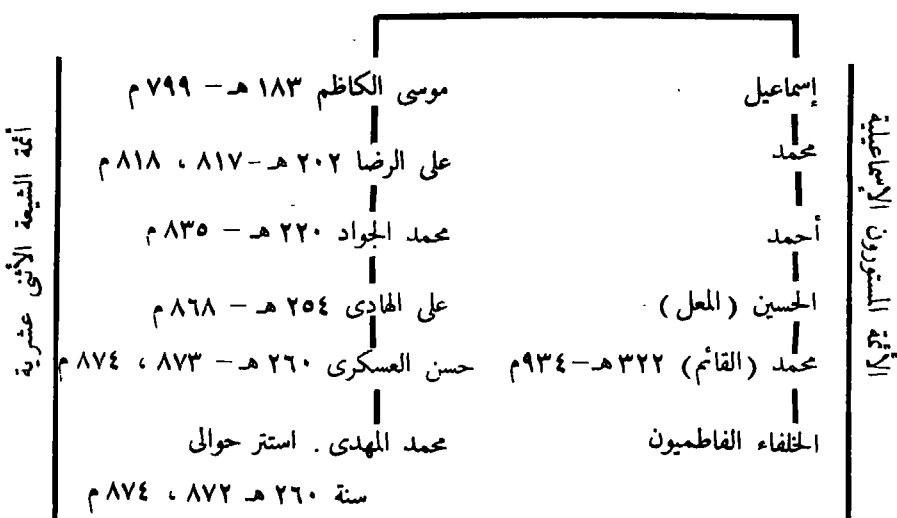 الأئمة المستورون الإسماعيلية
إسماعيل
محمد
أحمد
الحسين (المعل)
محمد (القائم) ٣٢٢ هـ – ٩٣٤م
الخلفاء الفاطميون
موسى الكاظم ١٨٣ هـ – ٧٩٩ م
على الرضا ٢٠٢ هـ – ٨١٧ ، ٨١٨ م
محمد الجواد ٢٢٠ هـ – ٨٣٥ م
على الهادى ٢٥٤ هـ – ٨٦٨ م
حسن العسكرى ٢٦٠ هـ – ٨٧٣ ، ٨٧٤ م
محمد المهدى . استتر حوالى
سنة ٢٦٠ هـ ٨٧٢ ، ٨٧٤ م
أئمة الشيعة الأثنى عشرية